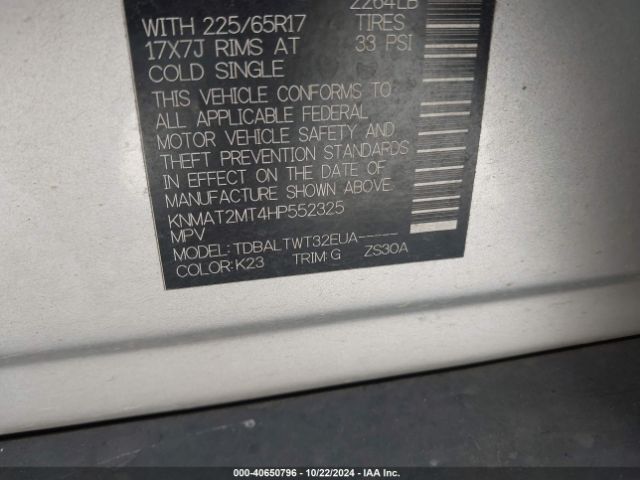 2264LB
WITH 225/65R17 TIRES
17X7J RIMS AT 33 PSI
COLD SINGLE
THIS VEHICLE CONFORMS TO
ALL APPLICABLE FEDERAL
MOTOR VEHICLE SAFETY AND
THEFT PREVENTION STANDARDS
IN EFFECT ON THE DATE OF
MANUFACTURE SHOWN ABOVE.
KNMAT2MT4HP552325
MPV
MODEL: TDBALTWT32EUA-----
COLOR:K23 TRIM:G ZS30A
000-40650796 - 10/22/2024 - IAA Inc.